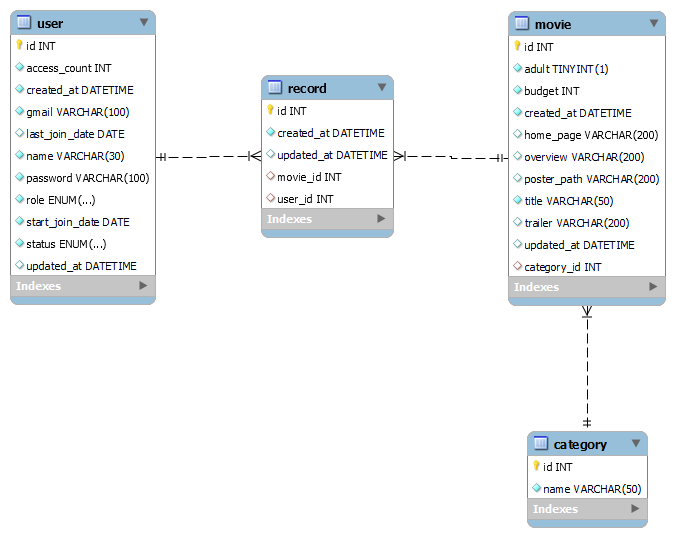 user
id INT
access_count INT
created_at DATETIME
gmail VARCHAR(100)
last_join_date DATE
name VARCHAR(30)
password VARCHAR(100)
role ENUM(...)
start_join_date DATE
status ENUM(...)
updated_at DATETIME
Indexes
record
id INT
created_at DATETIME
updated_at DATETIME
movie_id INT
user_id INT
Indexes
movie
id INT
adult TINYINT(1)
budget INT
created_at DATETIME
home_page VARCHAR(200)
overview VARCHAR(200)
poster_path VARCHAR(200)
title VARCHAR(50)
trailer VARCHAR(200)
updated_at DATETIME
category_id INT
Indexes
category
id INT
name VARCHAR(50)
Indexes